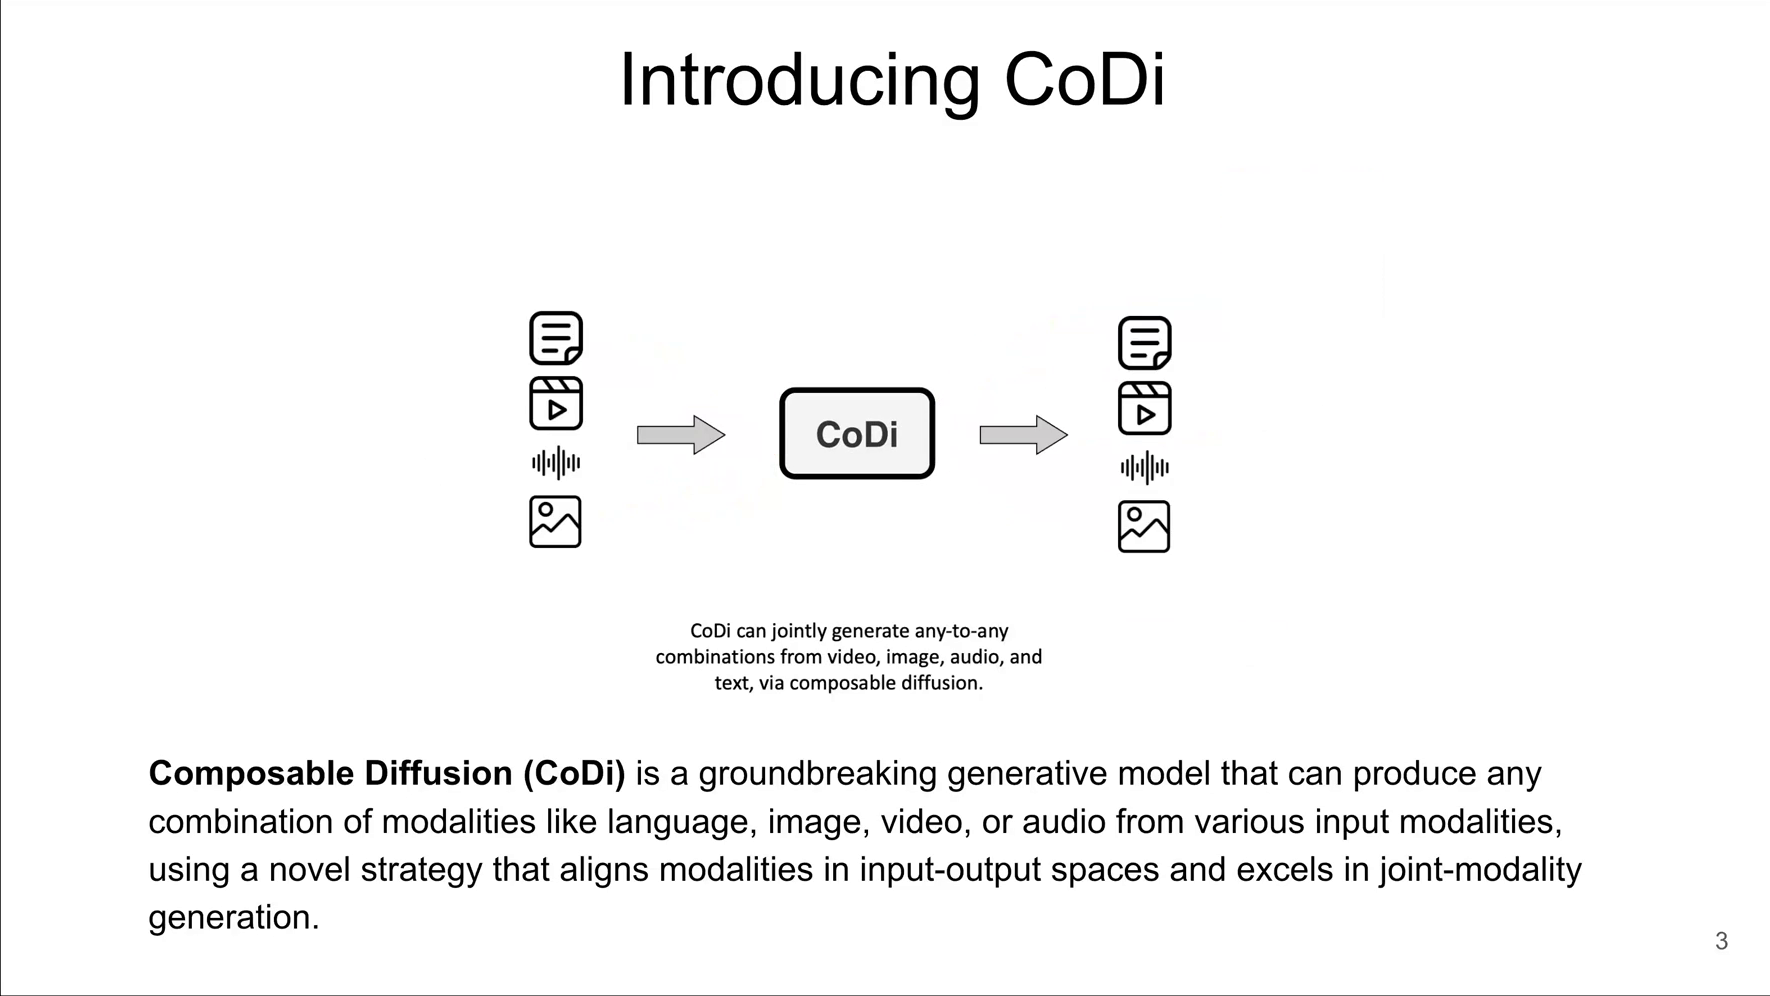 Introducing CoDi
CoDi
CoDi can jointly generate any-to-any
combinations from video, image, audio, and
text, via composable diffusion.
Composable Diffusion (CoDi) is a groundbreaking generative model that can produce any
combination of modalities like language, image, video, or audio from various input modalities,
using a novel strategy that aligns modalities in input-output spaces and excels in joint-modality
generation.
3